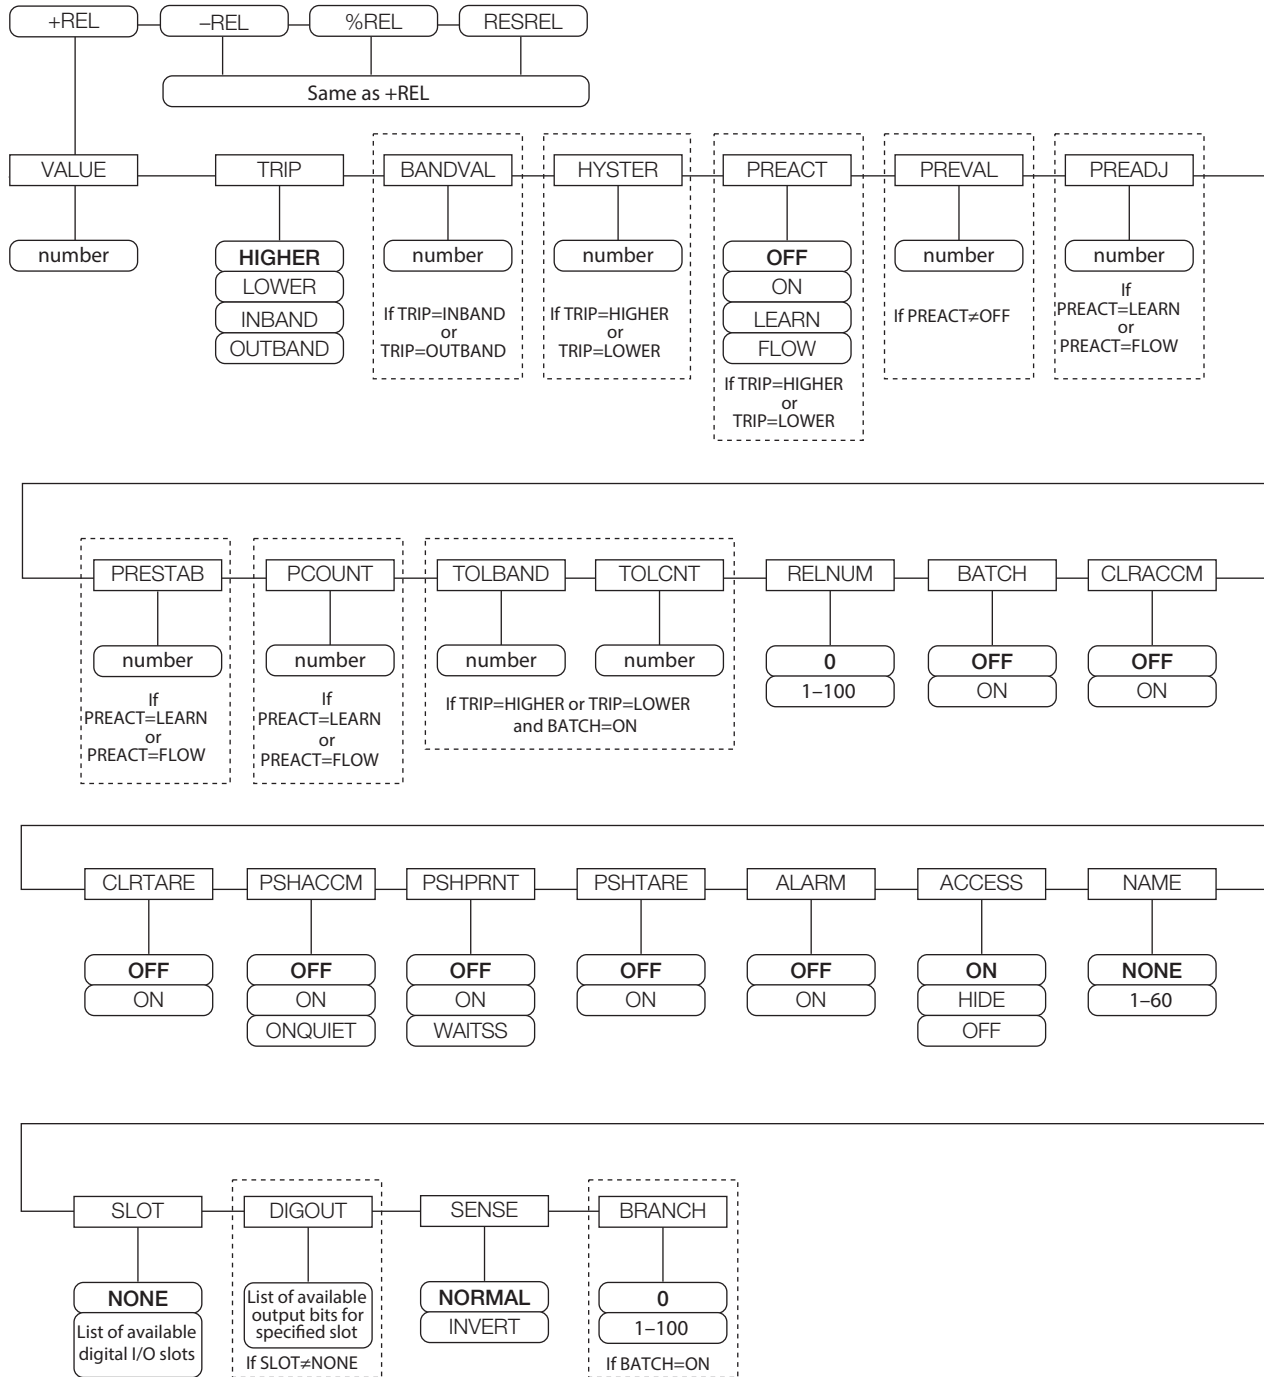 +REL
–REL
%REL
RESREL
Same as +REL
VALUE
TRIP
BANDVAL
HYSTER
PREACT
PREVAL
PREADJ
number
HIGHER
LOWER
INBAND
OUTBAND
number
If TRIP=INBAND
or
TRIP=OUTBAND
number
If TRIP=HIGHER
or
TRIP=LOWER
OFF
ON
LEARN
FLOW
If TRIP=HIGHER
or
TRIP=LOWER
number
If PREACT≠OFF
number
If
PREACT=LEARN
or
PREACT=FLOW
PRESTAB
PCOUNT
TOLBAND
TOLCNT
RELNUM
BATCH
CLRACCM
number
If
PREACT=LEARN
or
PREACT=FLOW
number
If
PREACT=LEARN
or
PREACT=FLOW
number
number
If TRIP=HIGHER or TRIP=LOWER
and BATCH=ON
0
1–100
OFF
ON
OFF
ON
CLRTARE
PSHACCM
PSHPRNT
PSHTARE
ALARM
ACCESS
NAME
OFF
ON
OFF
ON
ONQUIET
OFF
ON
WAITSS
OFF
ON
OFF
ON
ON
HIDE
OFF
NONE
1–60
SLOT
DIGOUT
SENSE
BRANCH
NONE
List of available
digital I/O slots
List of available
output bits for
specified slot
If SLOT≠NONE
NORMAL
INVERT
0
1–100
If BATCH=ON